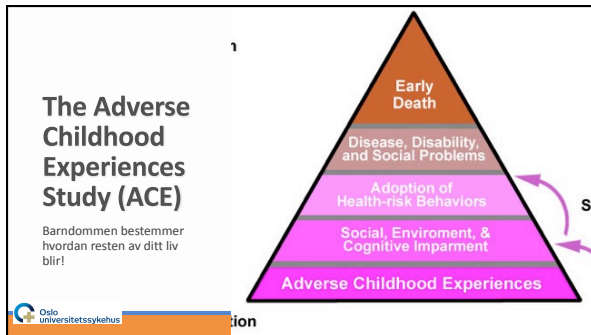 The Adverse
Childhood
Experiences
Study (ACE)
Barndommen bestemmer
hvordan resten av ditt liv
blir!
Oslo
universitetssykehus
Early
Death
Disease, Disability,
and Social Problems
Adoption of
Health-risk Behaviors
Social, Enviroment, &
Cognitive Imparment
Adverse Childhood Experiences